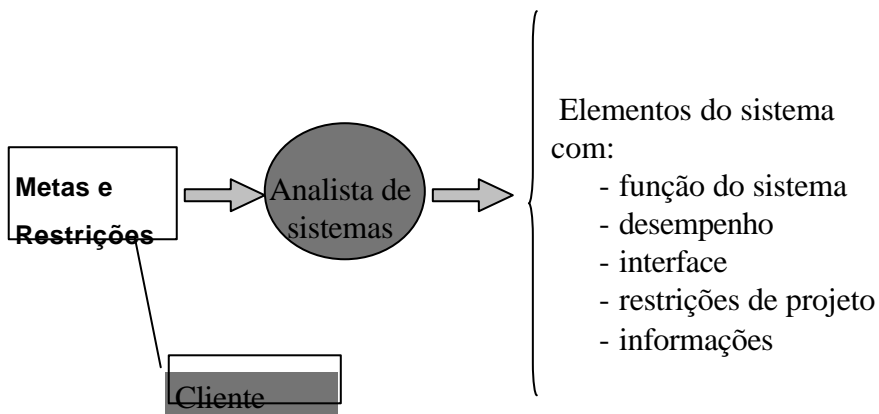 Metas e
Restrições
Cliente
Analista de
sistemas
Elementos do sistema
com:
- função do sistema
- desempenho
- interface
- restrições de projeto
- informações